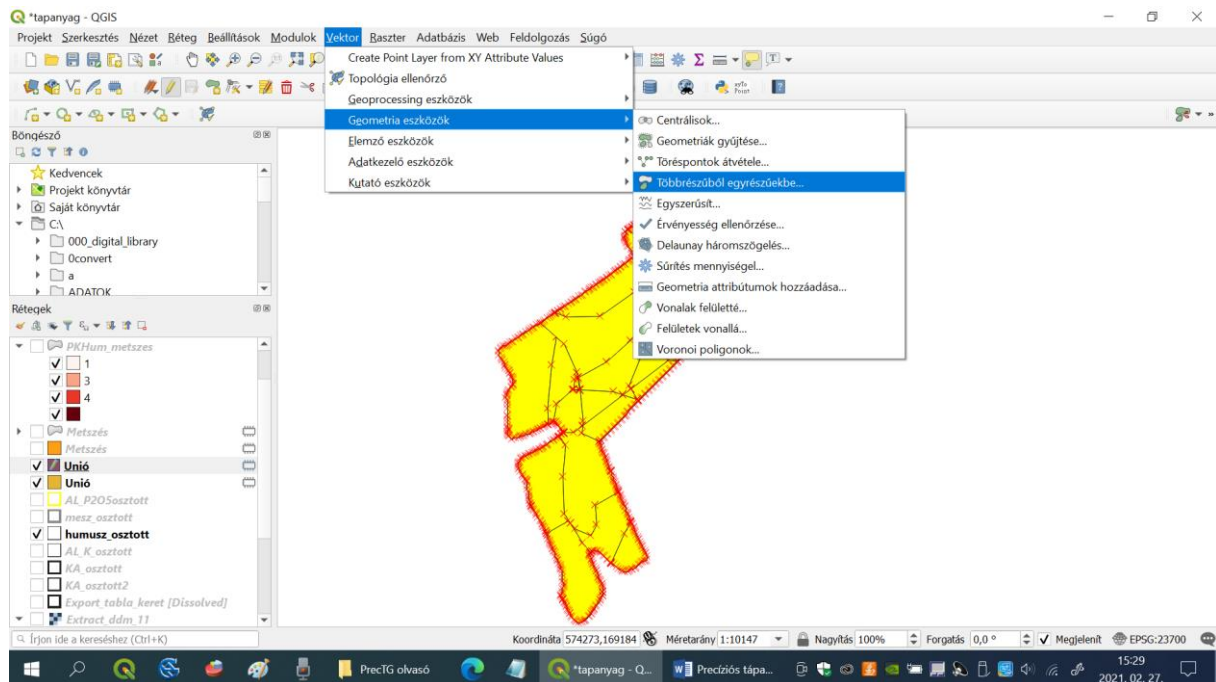 *tapanyag - QGIS
Projekt Szerkesztés Nézet Réteg Beállítások Modulok Vektor Raszter Adatbázis Web Feldolgozás Súgó
Create Point Layer from XY Attribute Values
Topológia ellenőrző
Geoprocessing eszközök
Geometria eszközök
Elemző eszközök
Adatkezelő eszközök
Kutató eszközök
Centrálisok...
Geometriák gyűjtése...
Töréspontok átvétele...
Többrészűből egyrészűekbe...
Egyszerűsít...
Érvényesség ellenőrzése...
Delaunay háromszögelés...
Sűrítés mennyiségel...
Geometria attribútumok hozzáadása...
Vonalak felületté...
Felületek vonallá...
Voronoi poligonok...
Böngésző
Kedvencek
Projekt könyvtár
Saját könyvtár
C:\
000_digital_library
0convert
a
ADATOK
Rétegek
PKHum_metszes
1
3
4
Metszés
Metszés
Unió
Unió
AL_P2O5osztott
mesz_osztott
humusz_osztott
AL_K_osztott
KA_osztott
KA_osztott2
Export_tabla_keret [Dissolved]
Extract_ddm_11
Írjon ide a kereséshez (Ctrl+K)
Koordináta 574273,169184 Méretarány 1:10147 Nagyítás 100% Forgatás 0,0 ° Megjelenít EPSG:23700
PrecTG olvasó
*tapanyag - Q...
Precíziós tápa...
15:29
2021. 02. 27.